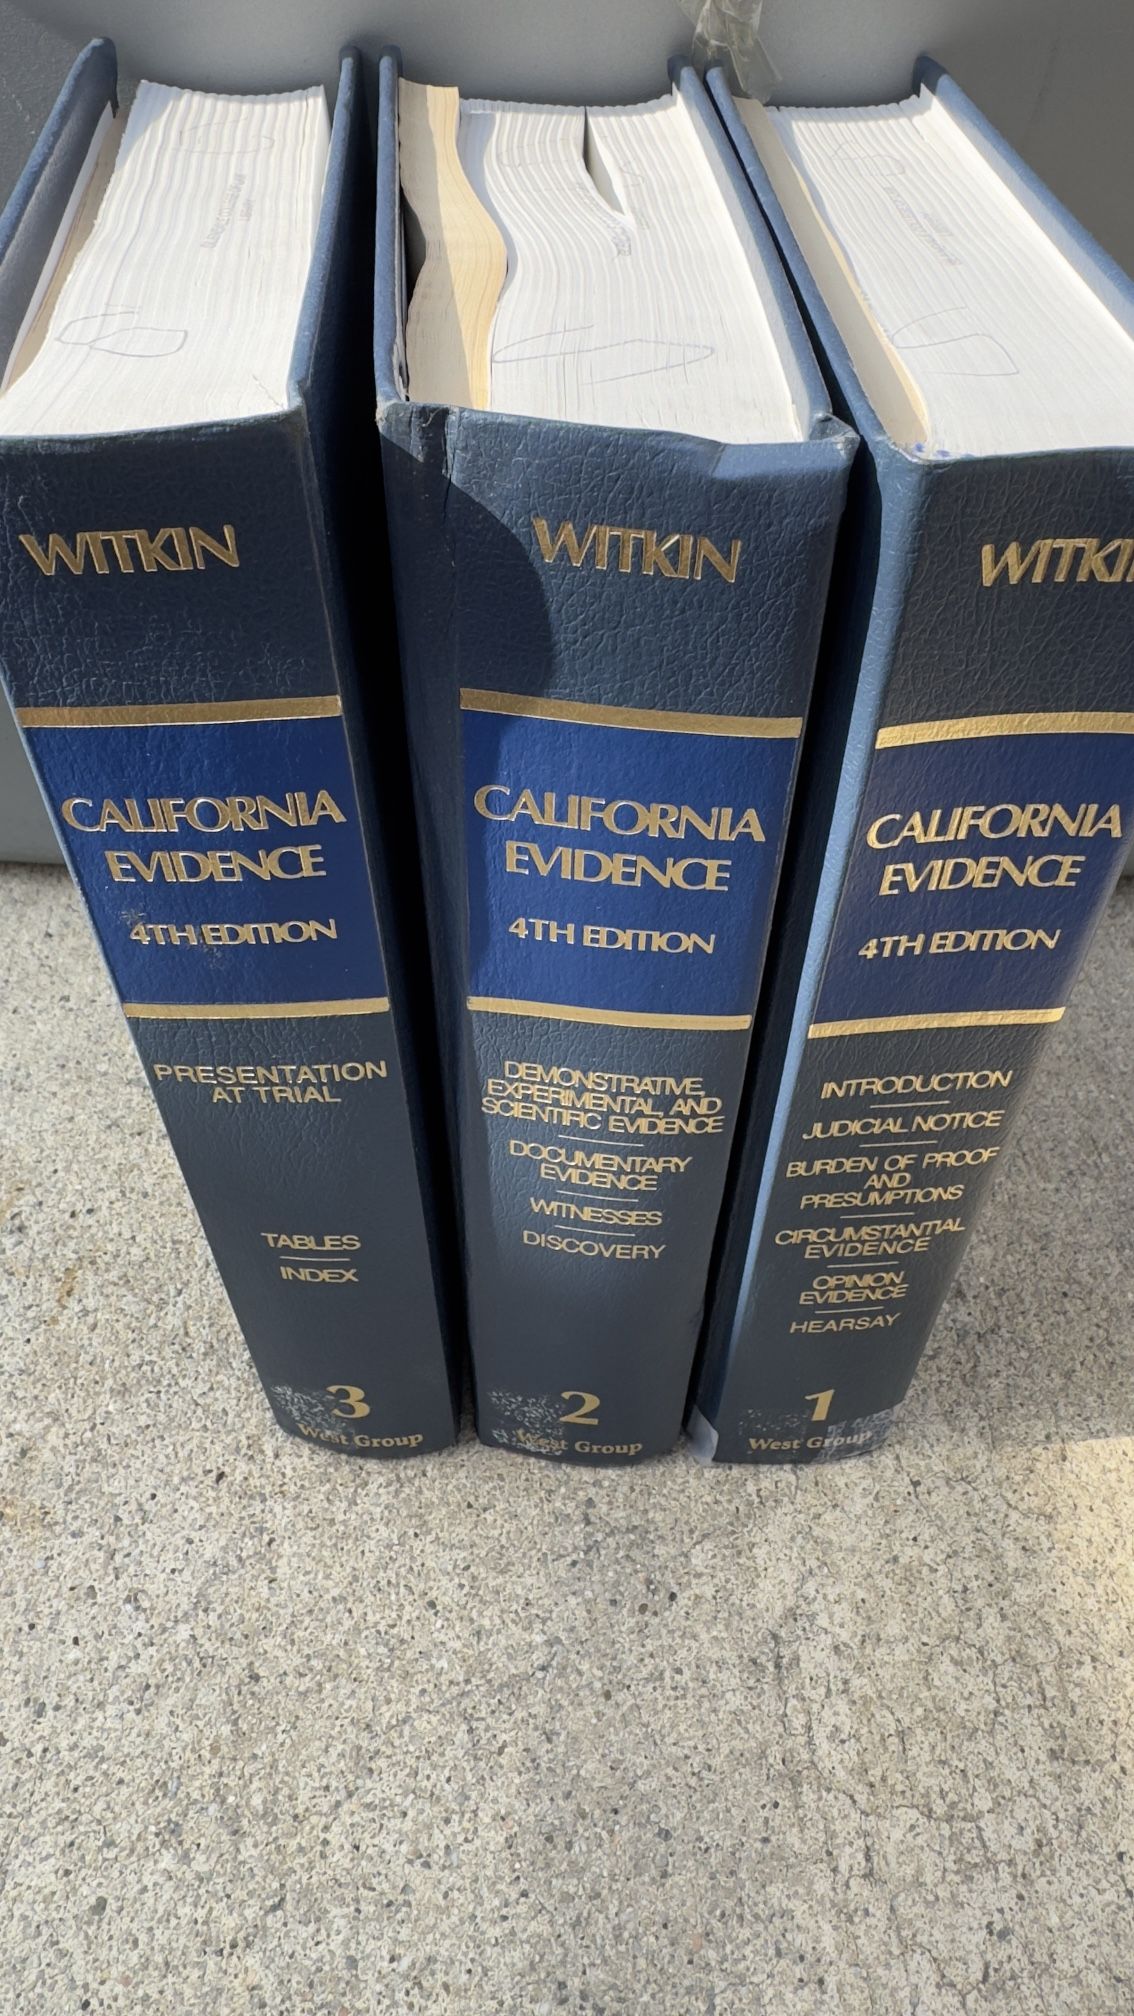 WITKIN
CALIFORNIA
EVIDENCE
4TH EDITION
PRESENTATION
AT TRIAL
TABLES
INDEX
3
West Group
WITKIN
CALIFORNIA
EVIDENCE
4TH EDITION
DEMONSTRATIVE,
EXPERIMENTAL, AND
SCIENTIFIC EVIDENCE
DOCUMENTARY
EVIDENCE
WITNESSES
DISCOVERY
2
West Group
WITKI
CALIFORNIA
EVIDENCE
4TH EDITION
INTRODUCTION
JUDICIAL NOTICE
BURDEN OF PROOF
AND
PRESUMPTIONS
CIRCUMSTANTIAL
EVIDENCE
OPINION
EVIDENCE
HEARSAY
1
West Group